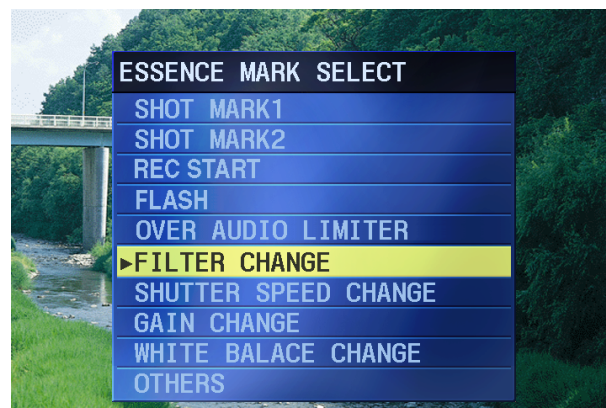 ESSENCE MARK SELECT
SHOT MARK1
SHOT MARK2
REC START
FLASH
OVER AUDIO LIMITER
▶FILTER CHANGE
SHUTTER SPEED CHANGE
GAIN CHANGE
WHITE BALACE CHANGE
OTHERS